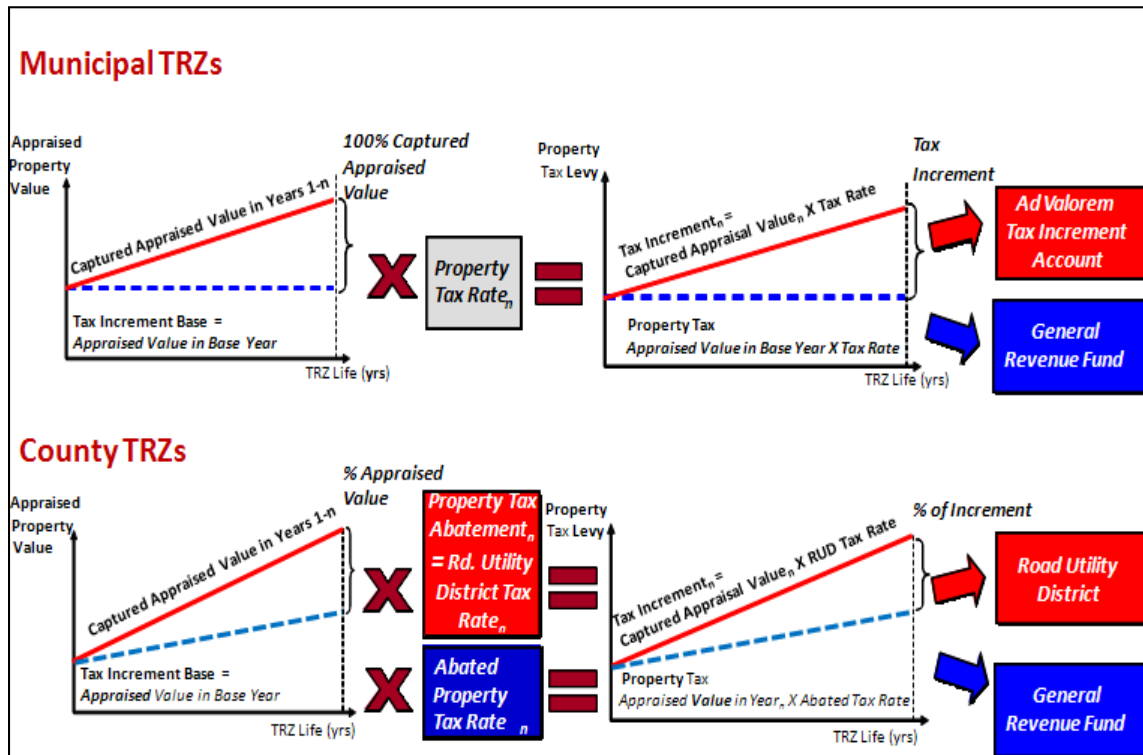 Municipal TRZs
Appraised
Property
Value
100% Captured
Appraised
Value
Captured Appraised Value in Years 1-n
Tax Increment Base =
Appraised Value in Base Year
TRZ Life (yrs)
X
Property
Tax Rate n
=
Property
Tax Levy
Tax Increment n =
Captured Appraisal Value n X Tax Rate
Property Tax
Appraised Value in Base Year X Tax Rate
TRZ Life (yrs)
Tax
Increment
Ad Valorem
Tax Increment
Account
General
Revenue Fund
County TRZs
Appraised
Property
Value
% Appraised
Value
Captured Appraised Value in Years 1-n
Tax Increment Base =
Appraised Value in Base Year
TRZ Life (yrs)
X
Property Tax
Abatement n
= Rd. Utility
District Tax
Rate n
=
X
Abated
Property
Tax Rate n
=
Property
Tax Levy
Tax Increment n =
Captured Appraisal Value n X RUD Tax Rate
Property Tax
Appraised Value in Year n X Abated Tax Rate
TRZ Life (yrs)
% of Increment
Road Utility
District
General
Revenue Fund